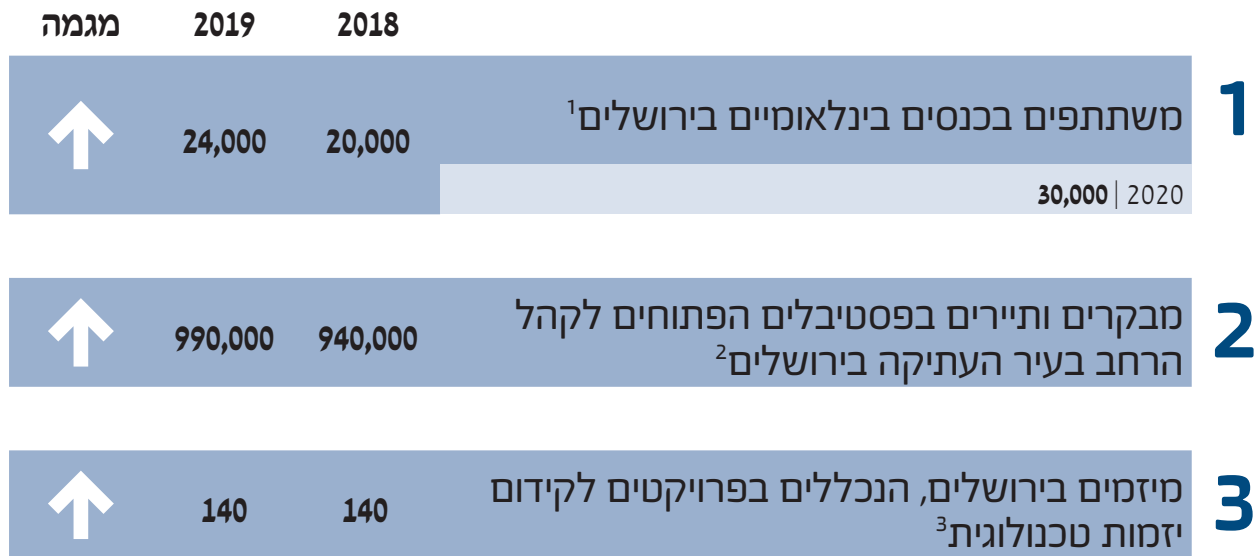 2018 2019 מגמה
1
משתתפים בכנסים בינלאומיים בירושלים¹ 20,000 24,000
2020 | 30,000
2
מבקרים ותיירים בפסטיבלים הפתוחים לקהל
הרחב בעיר העתיקה בירושלים² 940,000 990,000
3
מיזמים בירושלים, הנכללים בפרויקטים לקידום
יזמות טכנולוגית³ 140 140